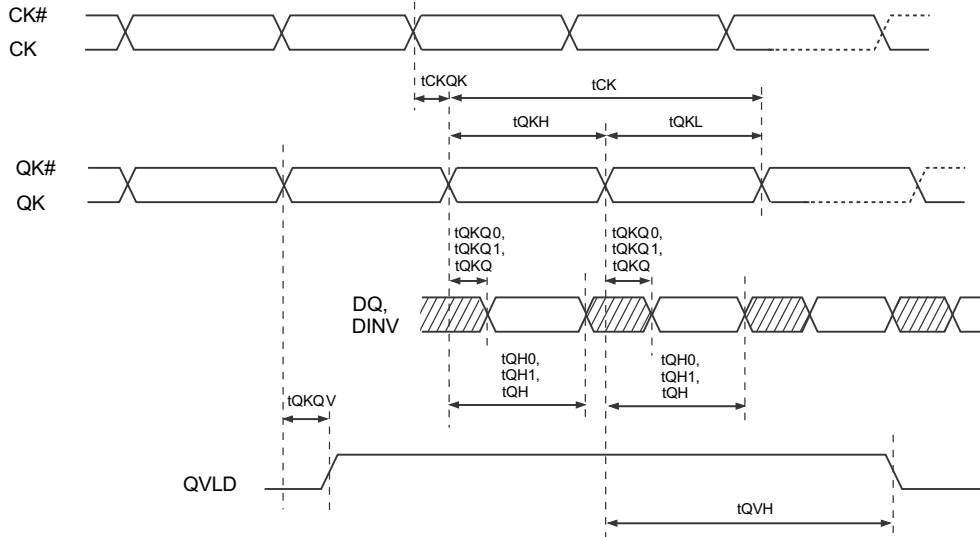 CK#
CK
tCKQK
tCK
tQKH
tQKL
QK#
QK
tQKQ0,
tQKQ1,
tQKQ
tQKQ0,
tQKQ1,
tQKQ
DQ,
DINV
tQH0,
tQH1,
tQH
tQH0,
tQH1,
tQH
tQKQV
QVLD
tQVH